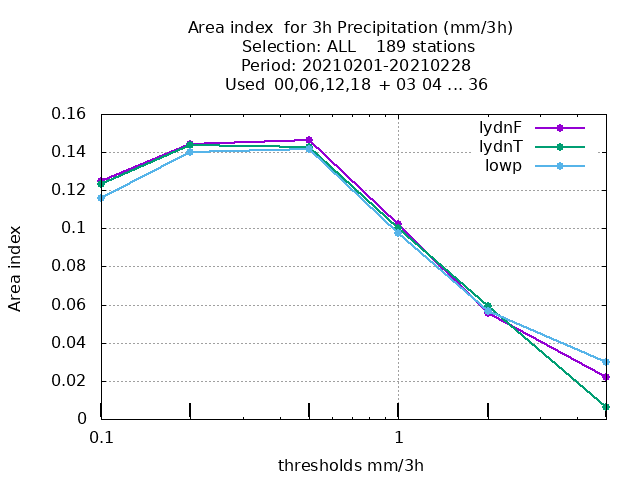 Area index  for 3h Precipitation (mm/3h)
Selection: ALL    189 stations
Period: 20210201-20210228
Used  00,06,12,18 + 03 04 ... 36
lydnF
lydnT
lowp
0.16
0.14
0.12
0.1
0.08
0.06
0.04
0.02
0
Area index
0.1
1
thresholds mm/3h